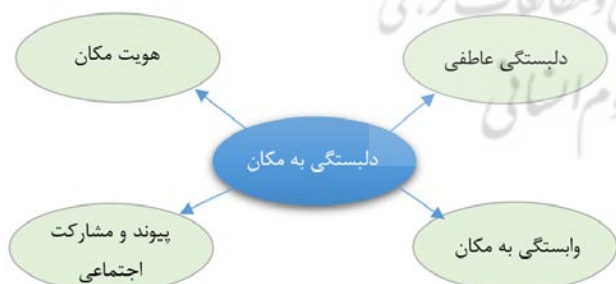 هویت مکان
دلبستگی عاطفی
دلبستگی به مکان
پیوند و مشارکت
اجتماعی
وابستگی به مکان